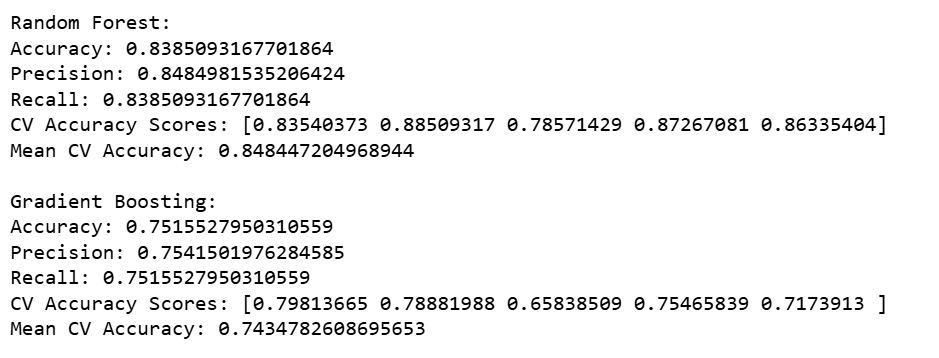 Random Forest:
Accuracy: 0.8385093167701864
Precision: 0.8484981535206424
Recall: 0.8385093167701864
CV Accuracy Scores: [0.83540373 0.88509317 0.78571429 0.87267081 0.86335404]
Mean CV Accuracy: 0.848447204968944
Gradient Boosting:
Accuracy: 0.7515527950310559
Precision: 0.7541501976284585
Recall: 0.7515527950310559
CV Accuracy Scores: [0.79813665 0.78881988 0.65838509 0.75465839 0.7173913 ]
Mean CV Accuracy: 0.7434782608695653